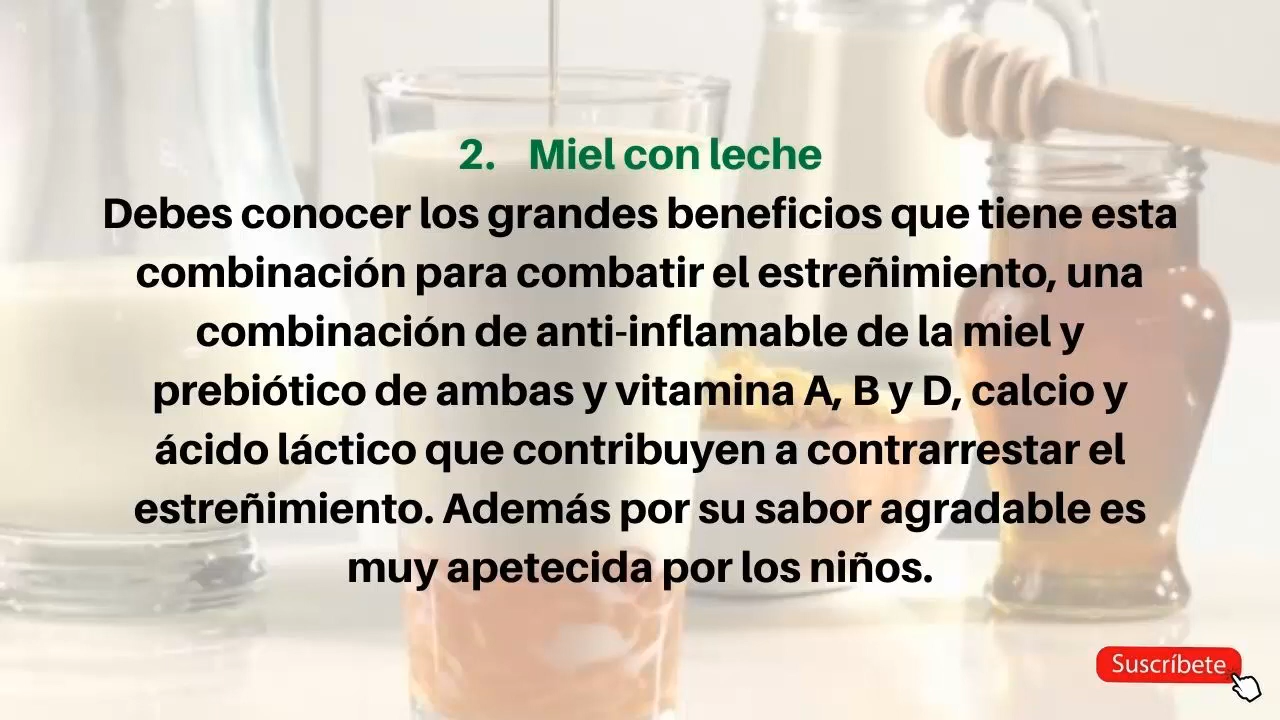 2. Miel con leche
Debes conocer los grandes beneficios que tiene esta
combinación para combatir el estreñimiento, una
combinación de anti-inflamable de la miel y
prebiótico de ambas y vitamina A, B y D, calcio y
ácido láctico que contribuyen a contrarrestar el
estreñimiento. Además por su sabor agradable es
muy apetecida por los niños.
Suscríbete